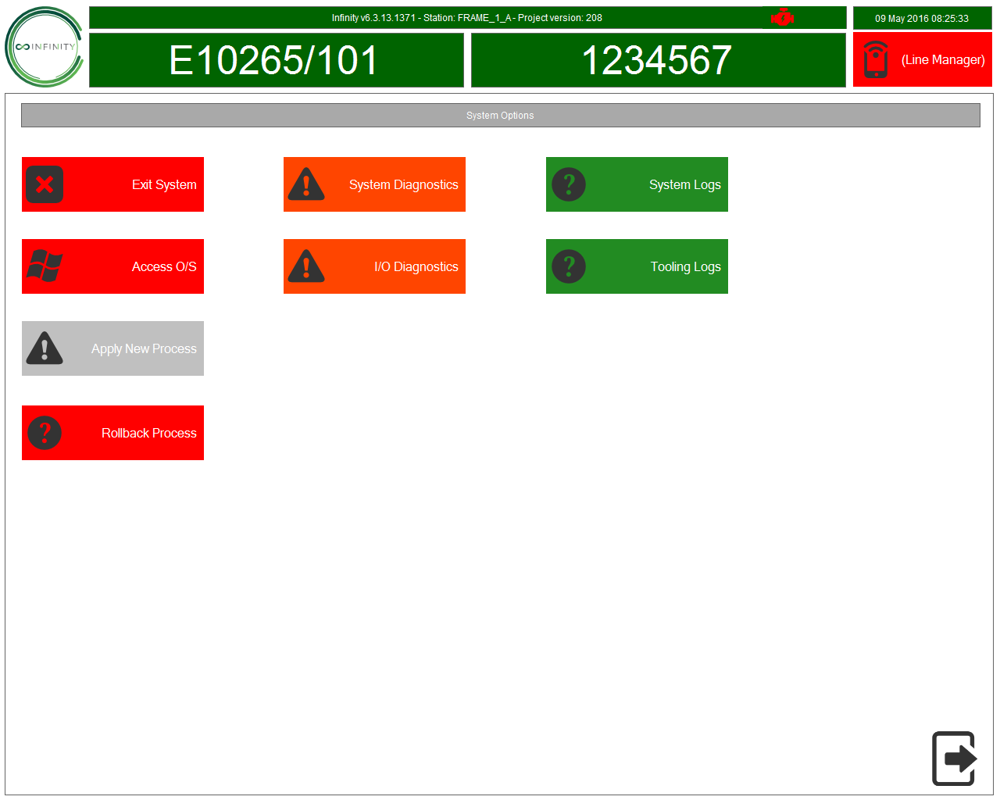 INFINITY
Infinity v6.3.13.1371 - Station: FRAME_1_A - Project version: 208
09 May 2016 08:25:33
E10265/101
1234567
(Line Manager)
System Options
Exit System
System Diagnostics
System Logs
Access O/S
I/O Diagnostics
Tooling Logs
Apply New Process
Rollback Process